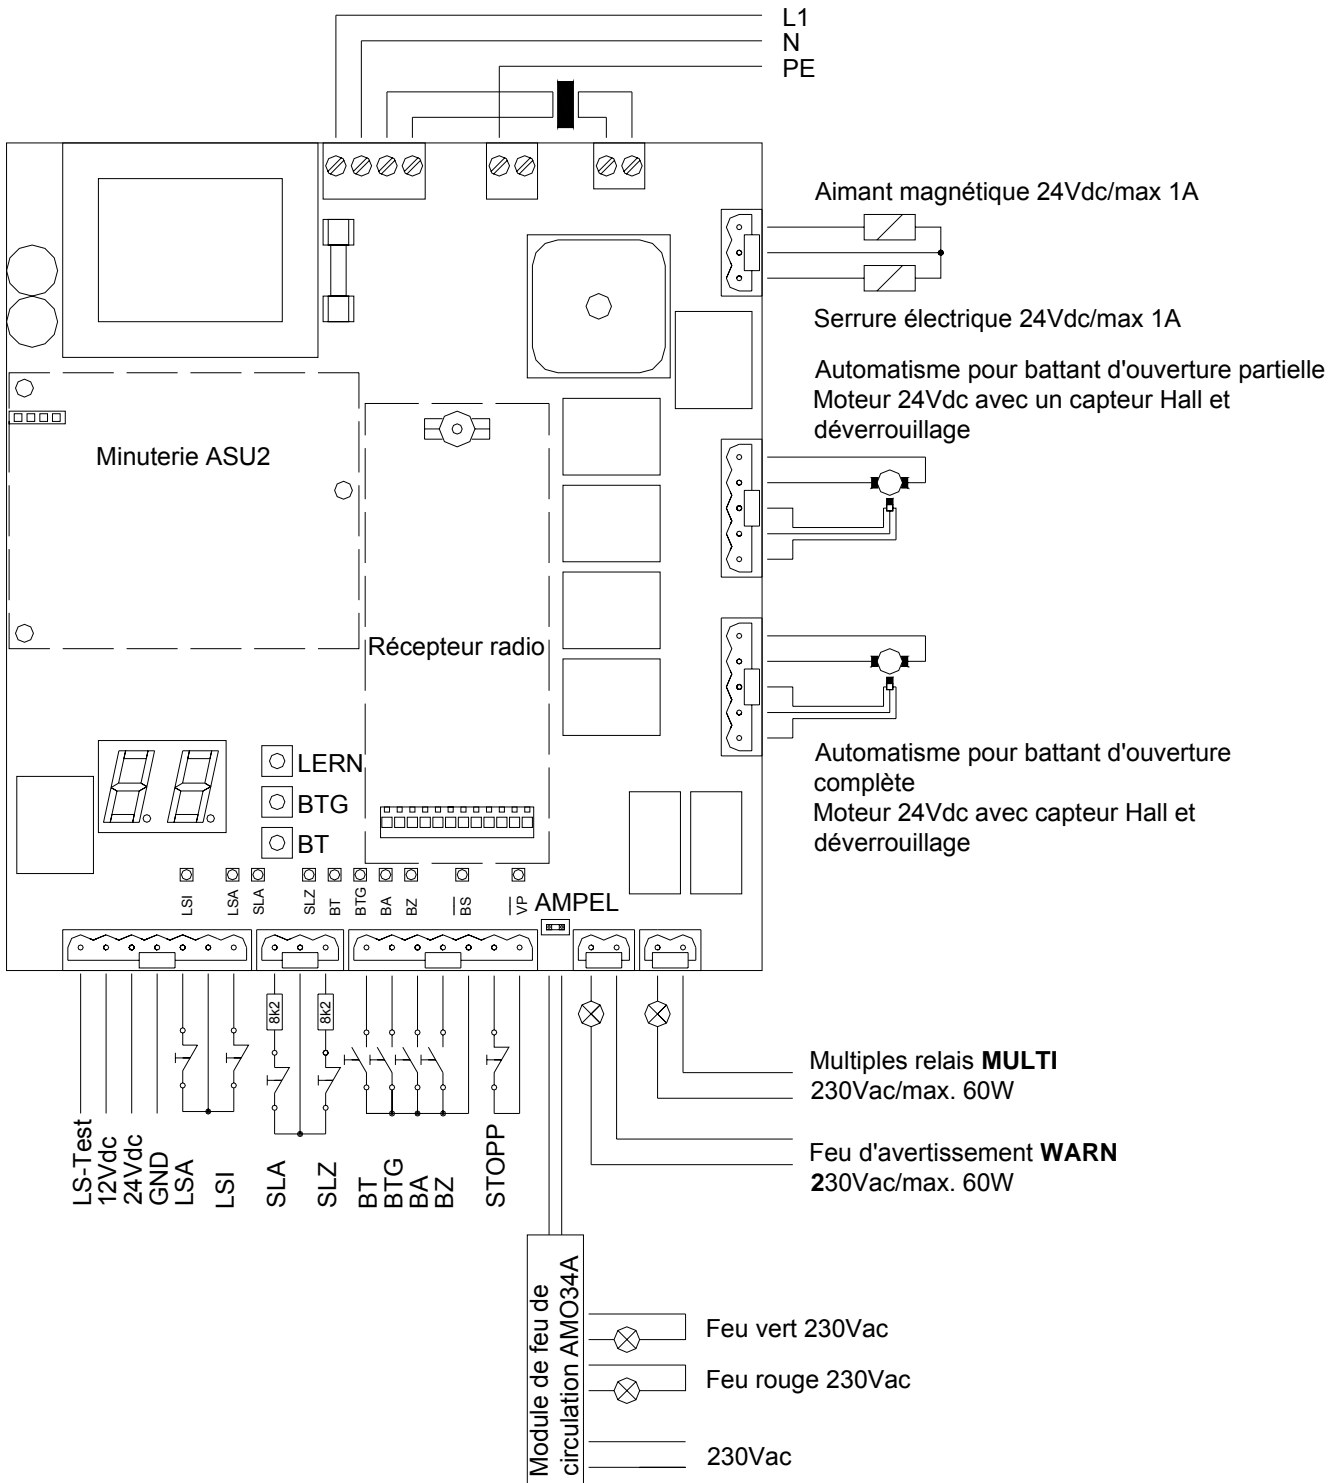 L1
N
PE
Aimant magnétique 24Vdc/max 1A
Serrure électrique 24Vdc/max 1A
Automatisme pour battant d'ouverture partielle
Moteur 24Vdc avec un capteur Hall et
déverrouillage
Minuterie ASU2
Récepteur radio
Automatisme pour battant d'ouverture
complète
Moteur 24Vdc avec capteur Hall et
déverrouillage
LERN
BTG
BT
LSI
LSA
SLA
SLZ
BT
BTG
BA
BZ
BS
VP
AMPEL
8k2
8k2
Multiples relais MULTI
230Vac/max. 60W
Feu d'avertissement WARN
230Vac/max. 60W
LS-Test
12Vdc
24Vdc
GND
LSA
LSI
SLA
SLZ
BT
BTG
BA
BZ
STOPP
Module de feu de
circulation AMO34A
Feu vert 230Vac
Feu rouge 230Vac
230Vac